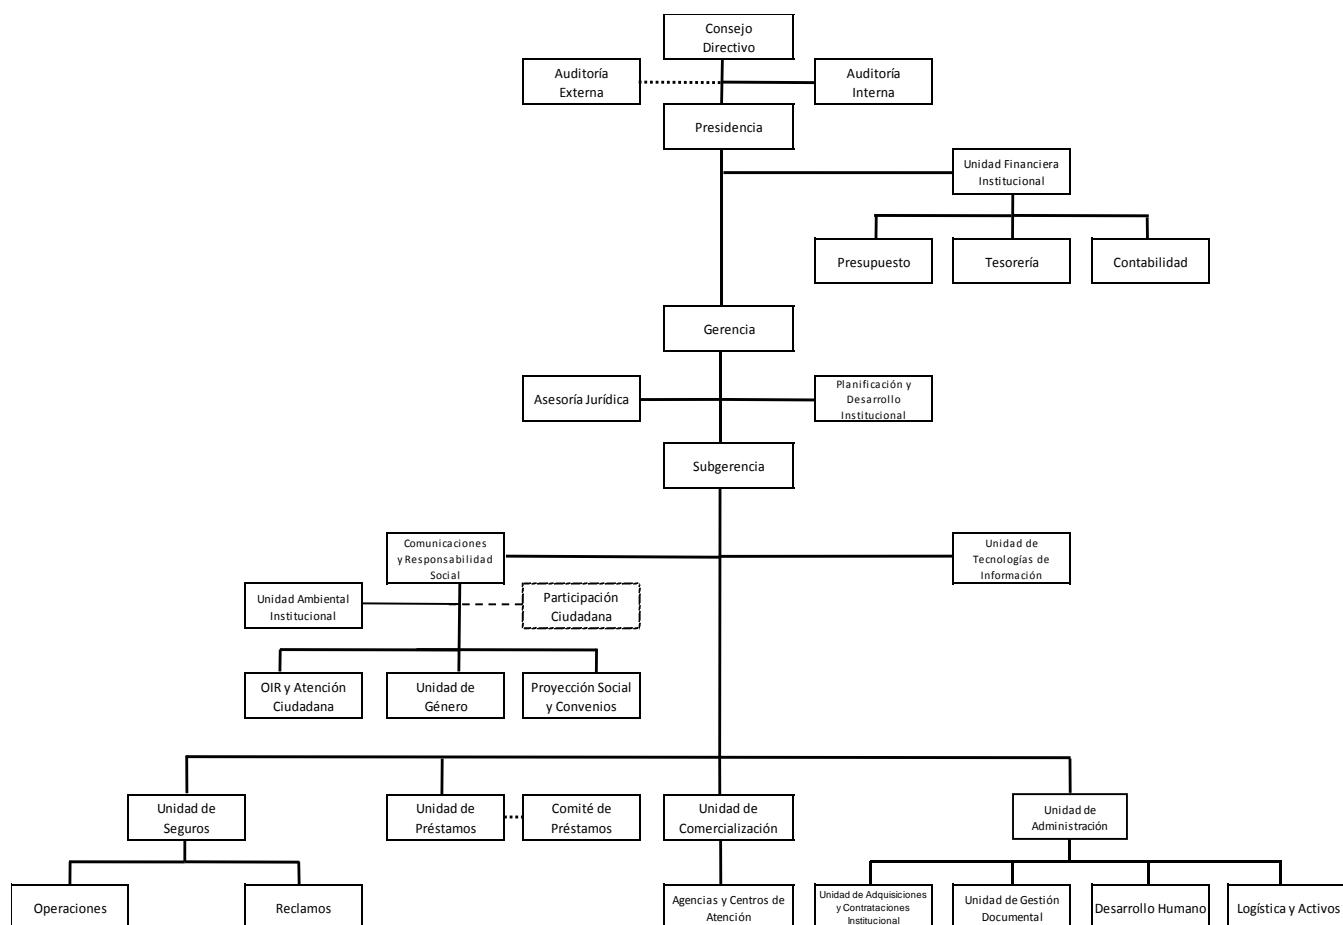 Consejo
Directivo
Auditoría
Externa
Auditoría
Interna
Presidencia
Unidad Financiera
Institucional
Presupuesto
Tesorería
Contabilidad
Gerencia
Asesoría Jurídica
Planificación y
Desarrollo
Institucional
Subgerencia
Comunicaciones
y Responsabilidad
Social
Unidad de
Tecnologías de
Información
Unidad Ambiental
Institucional
Participación
Ciudadana
OIR y Atención
Ciudadana
Unidad de
Género
Proyección Social
y Convenios
Unidad de
Seguros
Unidad de
Préstamos
Comité de
Préstamos
Unidad de
Comercialización
Unidad de
Administración
Operaciones
Reclamos
Agencias y Centros de
Atención
Unidad de Adquisiciones
y Contrataciones
Institucional
Unidad de Gestión
Documental
Desarrollo Humano
Logística y Activos